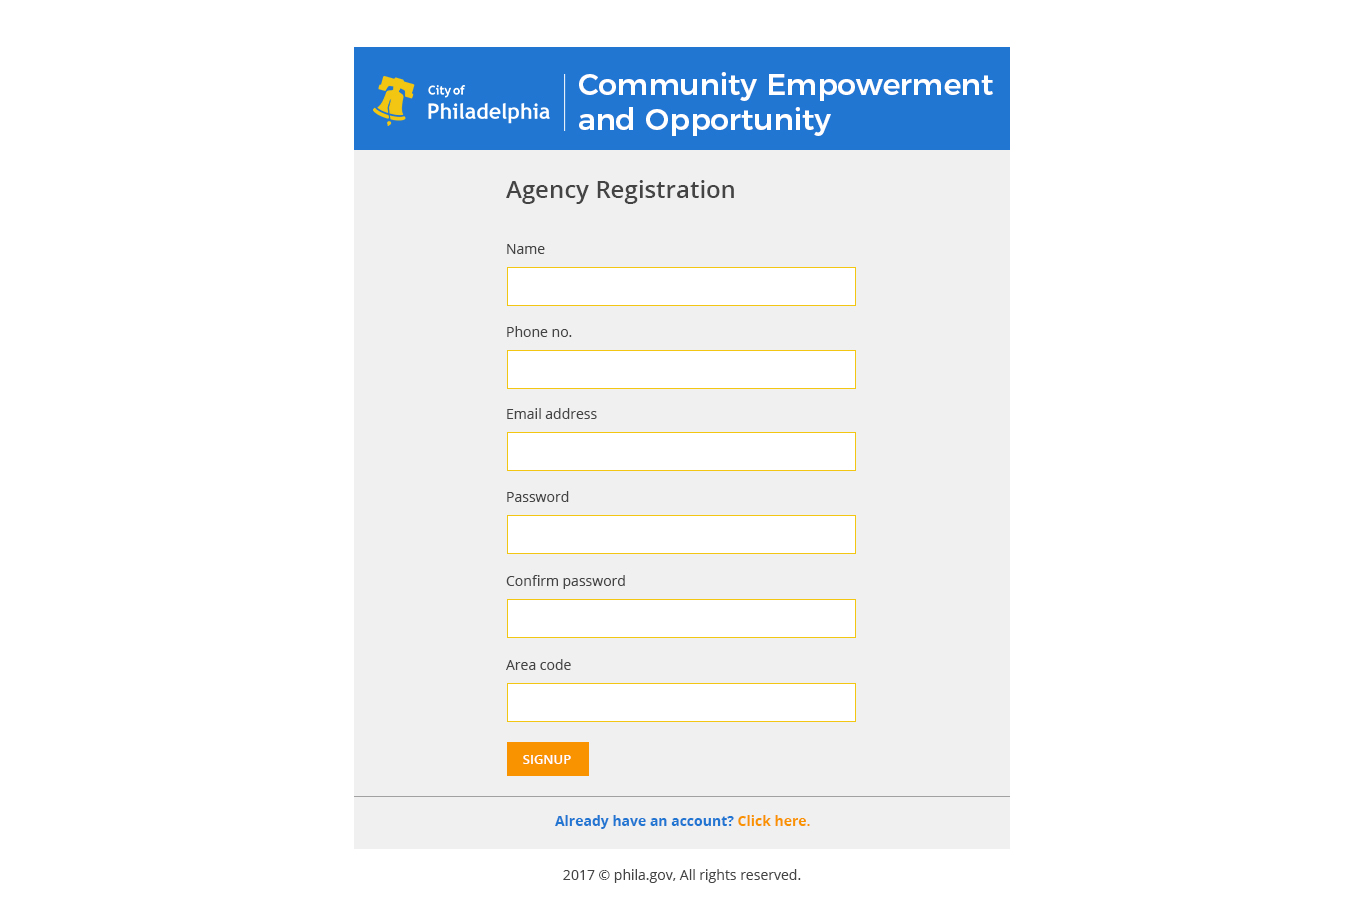 City of
Philadelphia
Community Empowerment
and Opportunity
Agency Registration
Name
Phone no.
Email address
Password
Confirm password
Area code
SIGNUP
Already have an account? Click here.
2017 © phila.gov, All rights reserved.